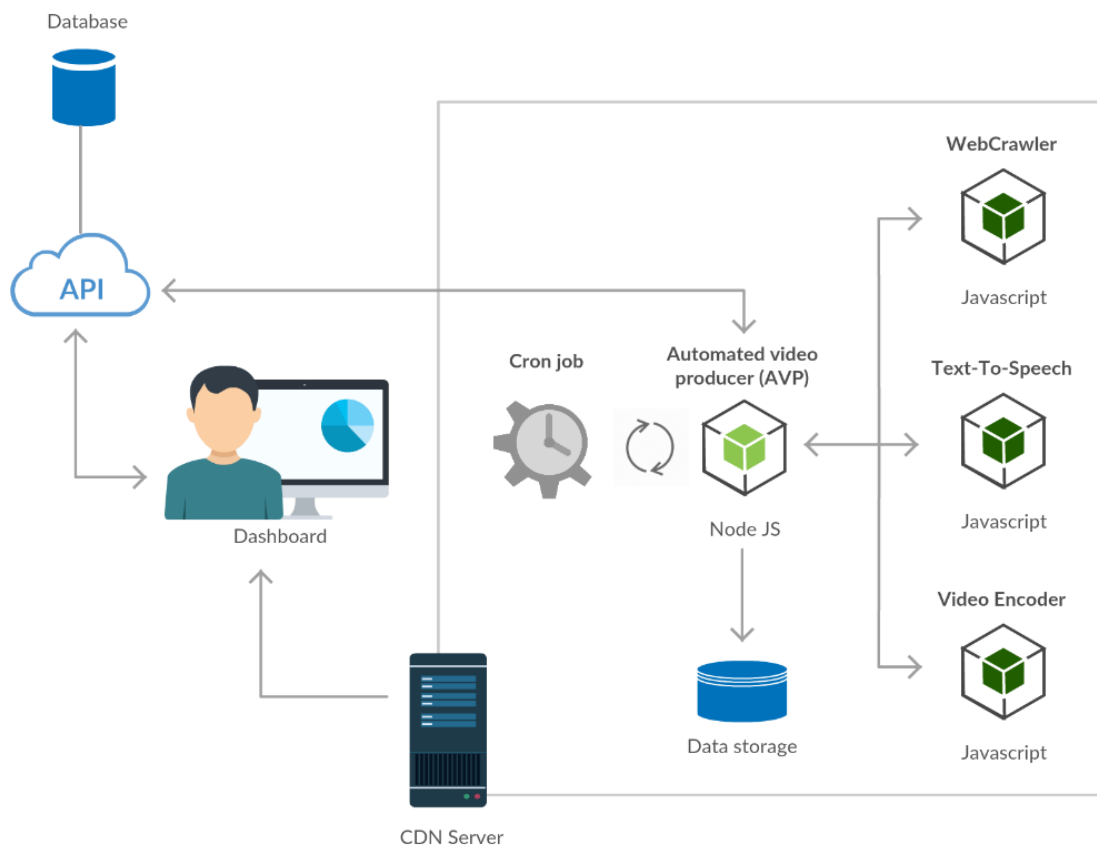 Database
WebCrawler
API
Javascript
Cron job
Automated video
producer (AVP)
Text-To-Speech
Node JS
Javascript
Dashboard
Video Encoder
Data storage
Javascript
CDN Server